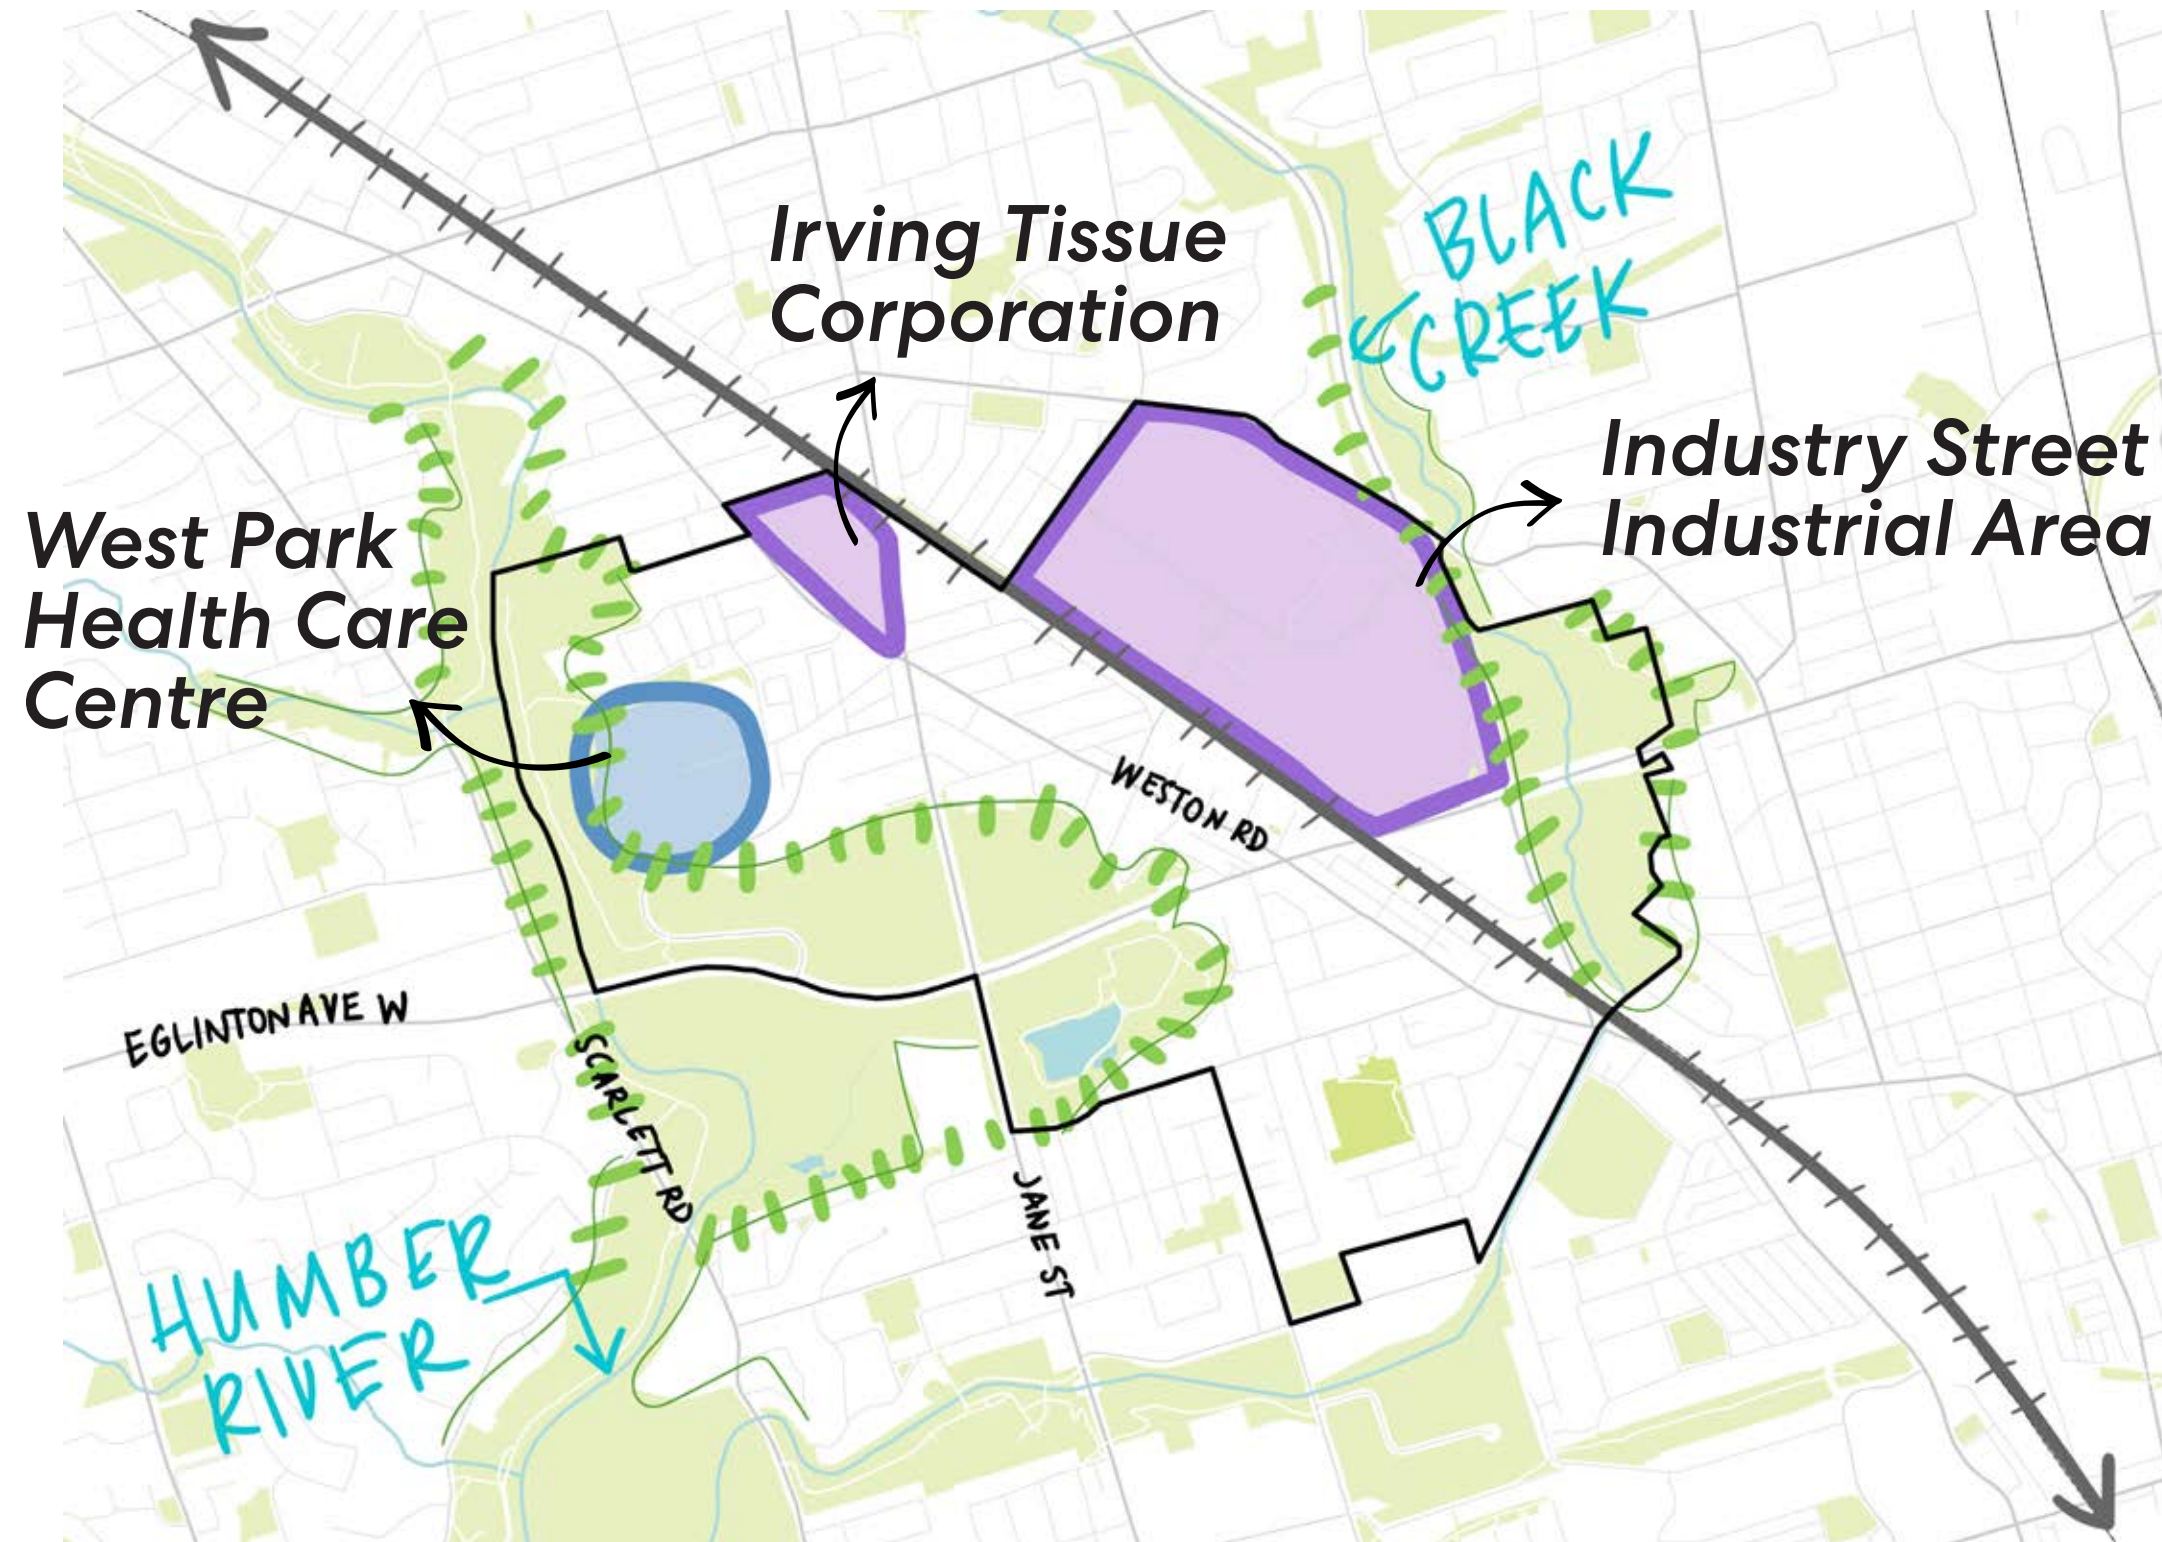 BLACK
CREEK
Irving Tissue
Corporation
Industry Street
Industrial Area
West Park
Health Care
Centre
WESTON RD
EGLINTON AVE W
SCARLETT RD
JANE ST
HUMBER
RIVER